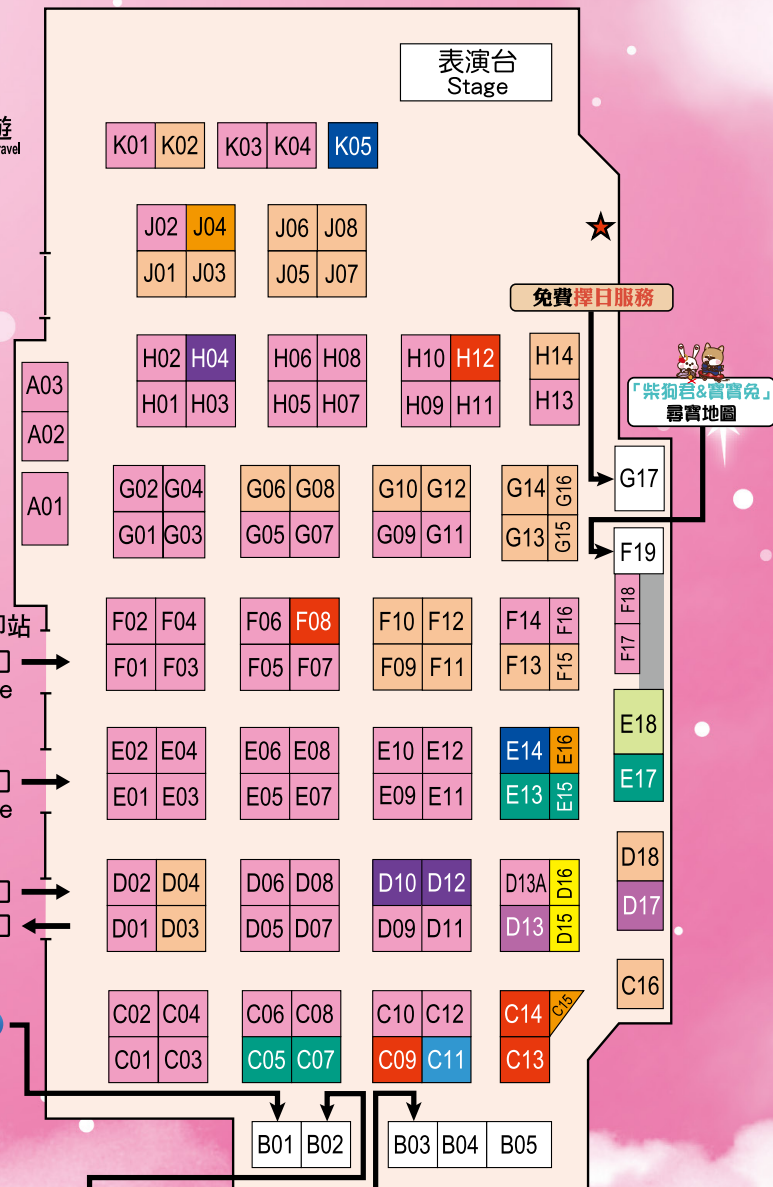 表演台
Stage
遊
ravel
K01 K02 K03 K04 K05
J02 J04 J06 J08
J01 J03 J05 J07
免費擇日服務
H02 H04 H06 H08 H10 H12 H14
H01 H03 H05 H07 H09 H11 H13
「柴狗君&寶寶兔」
尋寶地圖
A03
A02
A01
G02 G04 G06 G08 G10 G12 G14 G16 G17
G01 G03 G05 G07 G09 G11 G13 G15
F19
站
F02 F04 F06 F08 F10 F12 F14 F16 F18
F01 F03 F05 F07 F09 F11 F13 F15 F17
e
E02 E04 E06 E08 E10 E12 E14 E16 E18
E01 E03 E05 E07 E09 E11 E13 E15 E17
e
D02 D04 D06 D08 D10 D12 D13A D16 D18
D01 D03 D05 D07 D09 D11 D13 D15 D17
C02 C04 C06 C08 C10 C12 C14 C15 C16
C01 C03 C05 C07 C09 C11 C13
B01 B02 B03 B04 B05